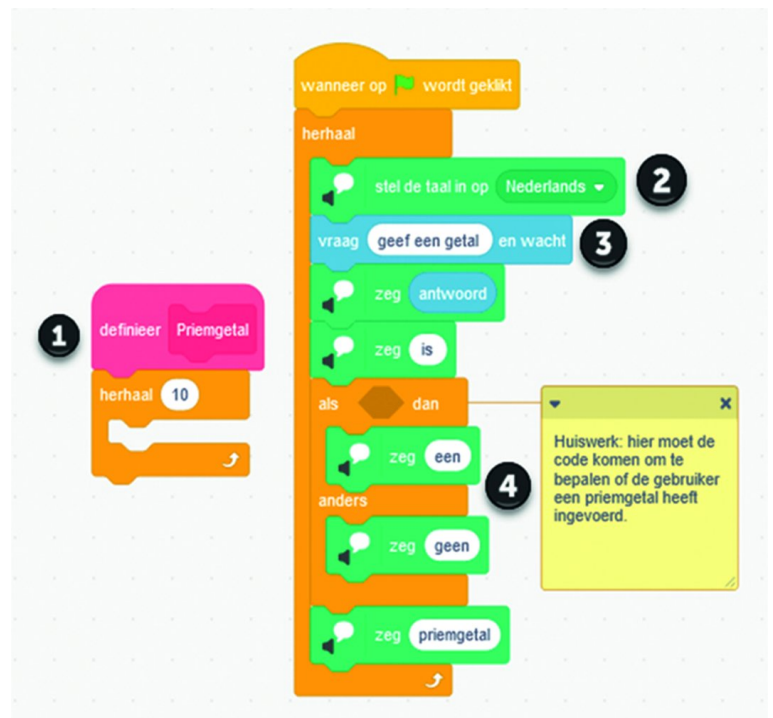 wanneer op wordt geklikt
herhaal
stel de taal in op Nederlands
2
vraag geef een getal en wacht
3
zeg antwoord
1
definieer Priemgetal
zeg is
herhaal 10
als dan
zeg een
4
anders
zeg geen
zeg priemgetal
Huiswerk: hier moet de
code komen om te
bepalen of de gebruiker
een priemgetal heeft
ingevoerd.